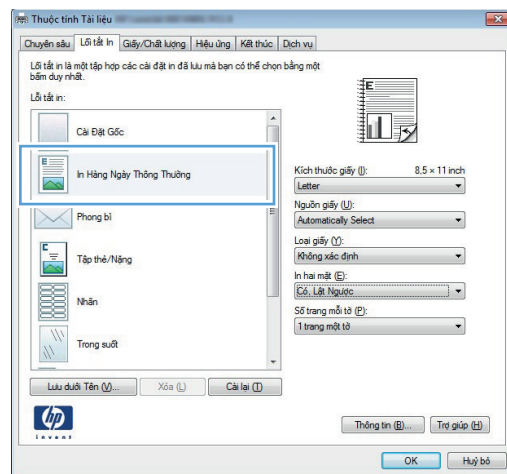 Thuộc tính Tài liệu
Chuyên sâu Lối tắt In Giấy/Chất lượng Hiệu ứng Kết thúc Dịch vụ
Lối tắt in là một tập hợp các cài đặt in đã lưu mà bạn có thể chọn bằng một
bấm duy nhất.
Lỗi tắt in:
Cài Đặt Gốc
In Hàng Ngày Thông Thường
Phong bì
Tập thẻ/Nặng
Nhãn
Trong suốt
Lưu dưới Tên (V)... Xóa (L) Cài lại (T)
E
Kích thước giấy (I): 8.5 × 11 inch
Letter
Nguồn giấy (U):
Automatically Select
Loại giấy (Y):
Không xác định
In hai mặt (E):
Có, Lật Ngược
Số trang mỗi tờ (P):
1 trang một tờ
hp
invent
Thông tin (B)... Trợ giúp (H)
OK Huỷ bỏ